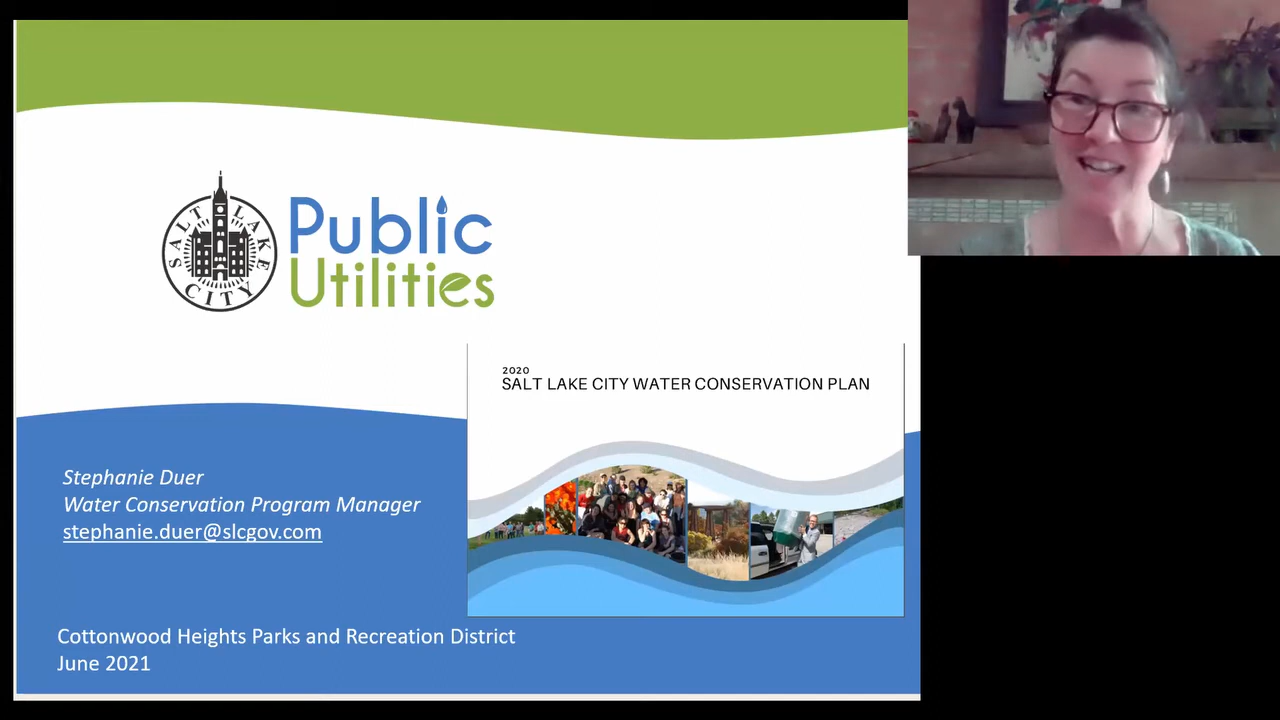 SALT LAKE CITY
Public
Utilities
2020
SALT LAKE CITY WATER CONSERVATION PLAN
Stephanie Duer
Water Conservation Program Manager
stephanie.duer@slcgov.com
Cottonwood Heights Parks and Recreation District
June 2021